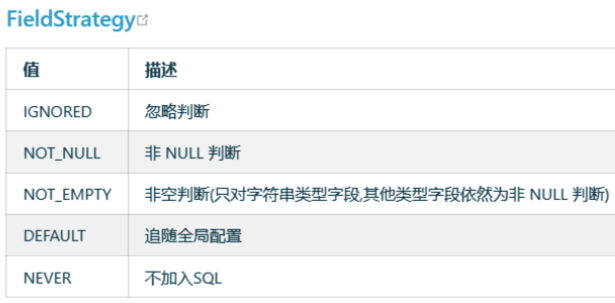 FieldStrategy
值 描述
IGNORED 忽略判断
NOT_NULL 非 NULL 判断
NOT_EMPTY 非空判断(只对字符串类型字段,其他类型字段依然为非 NULL 判断)
DEFAULT 追随全局配置
NEVER 不加入SQL